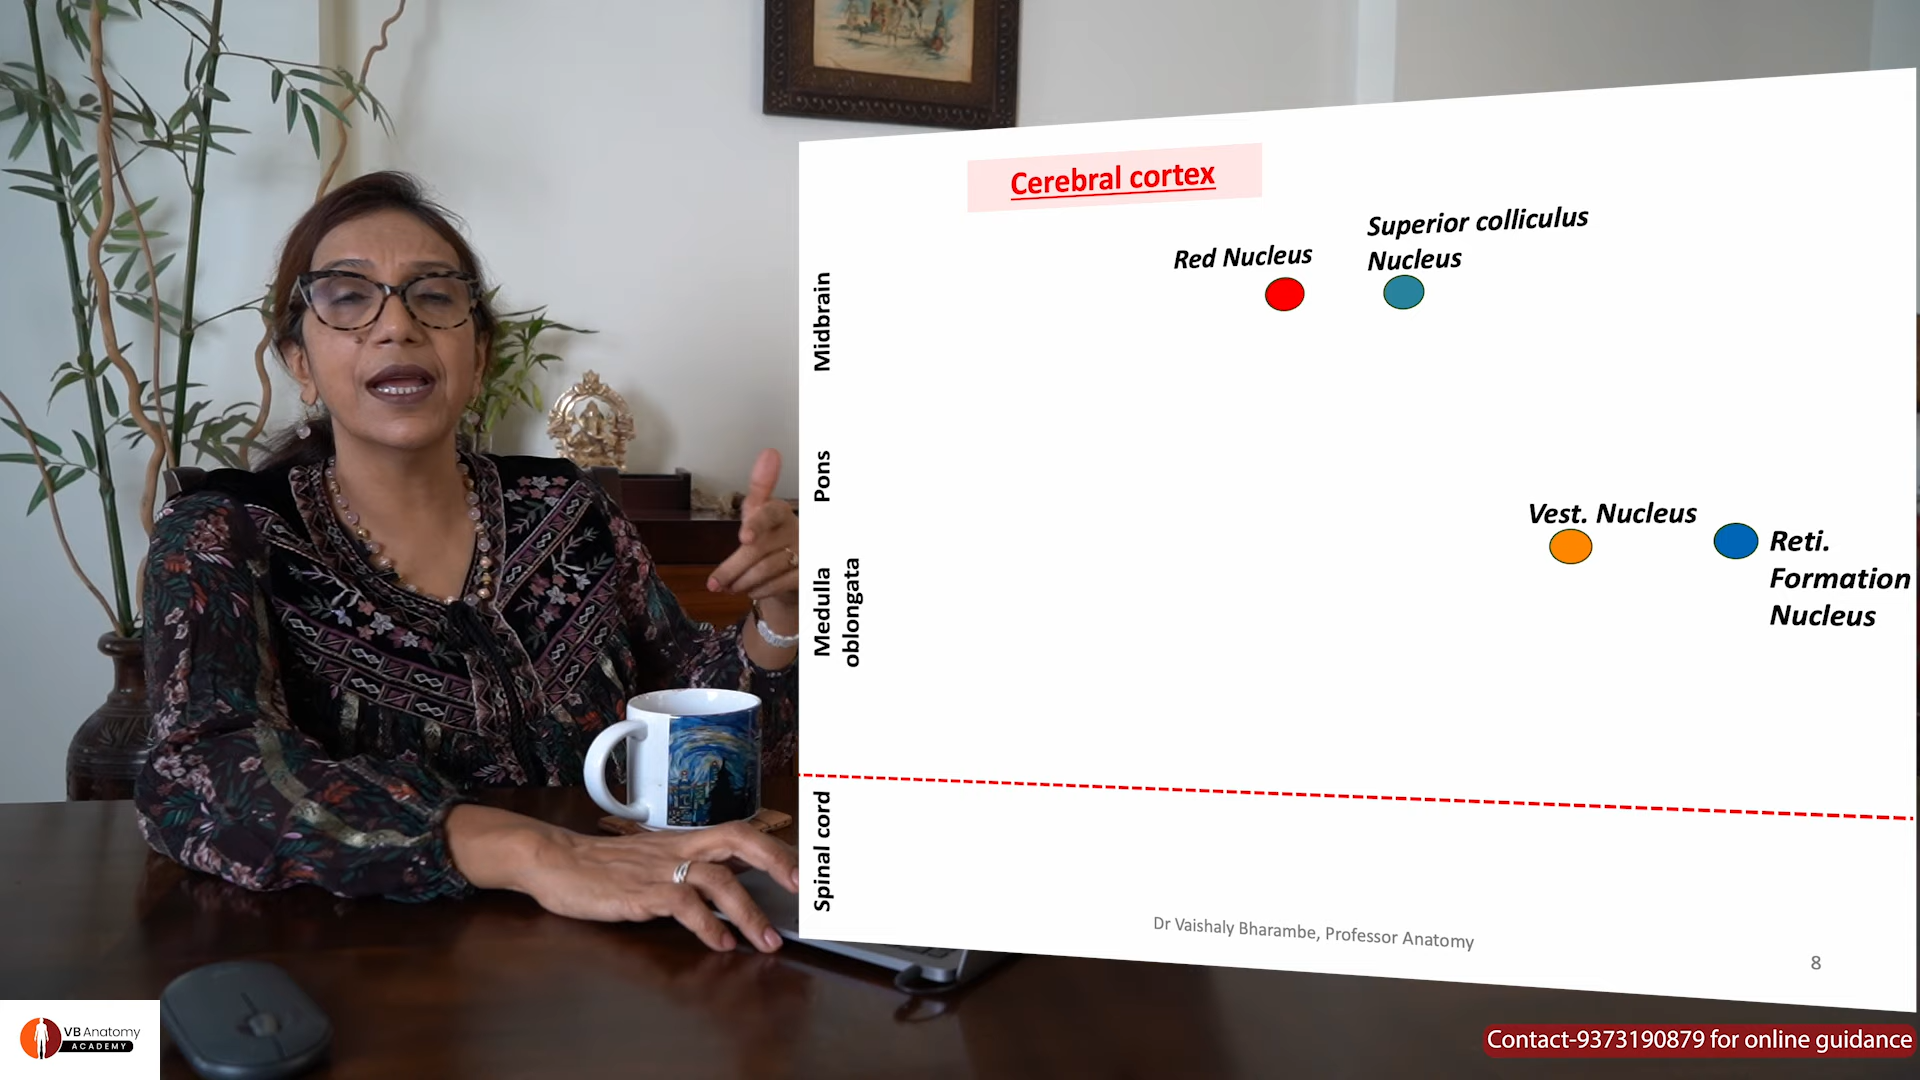 Cerebral cortex
Superior colliculus
Nucleus
Red Nucleus
Midbrain
Pons
Vest. Nucleus
Reti.
Formation
Nucleus
Medulla
oblongata
Spinal cord
Dr Vaishaly Bharambe, Professor Anatomy
8
VB Anatomy
ACADEMY
Contact-9373190879 for online guidance